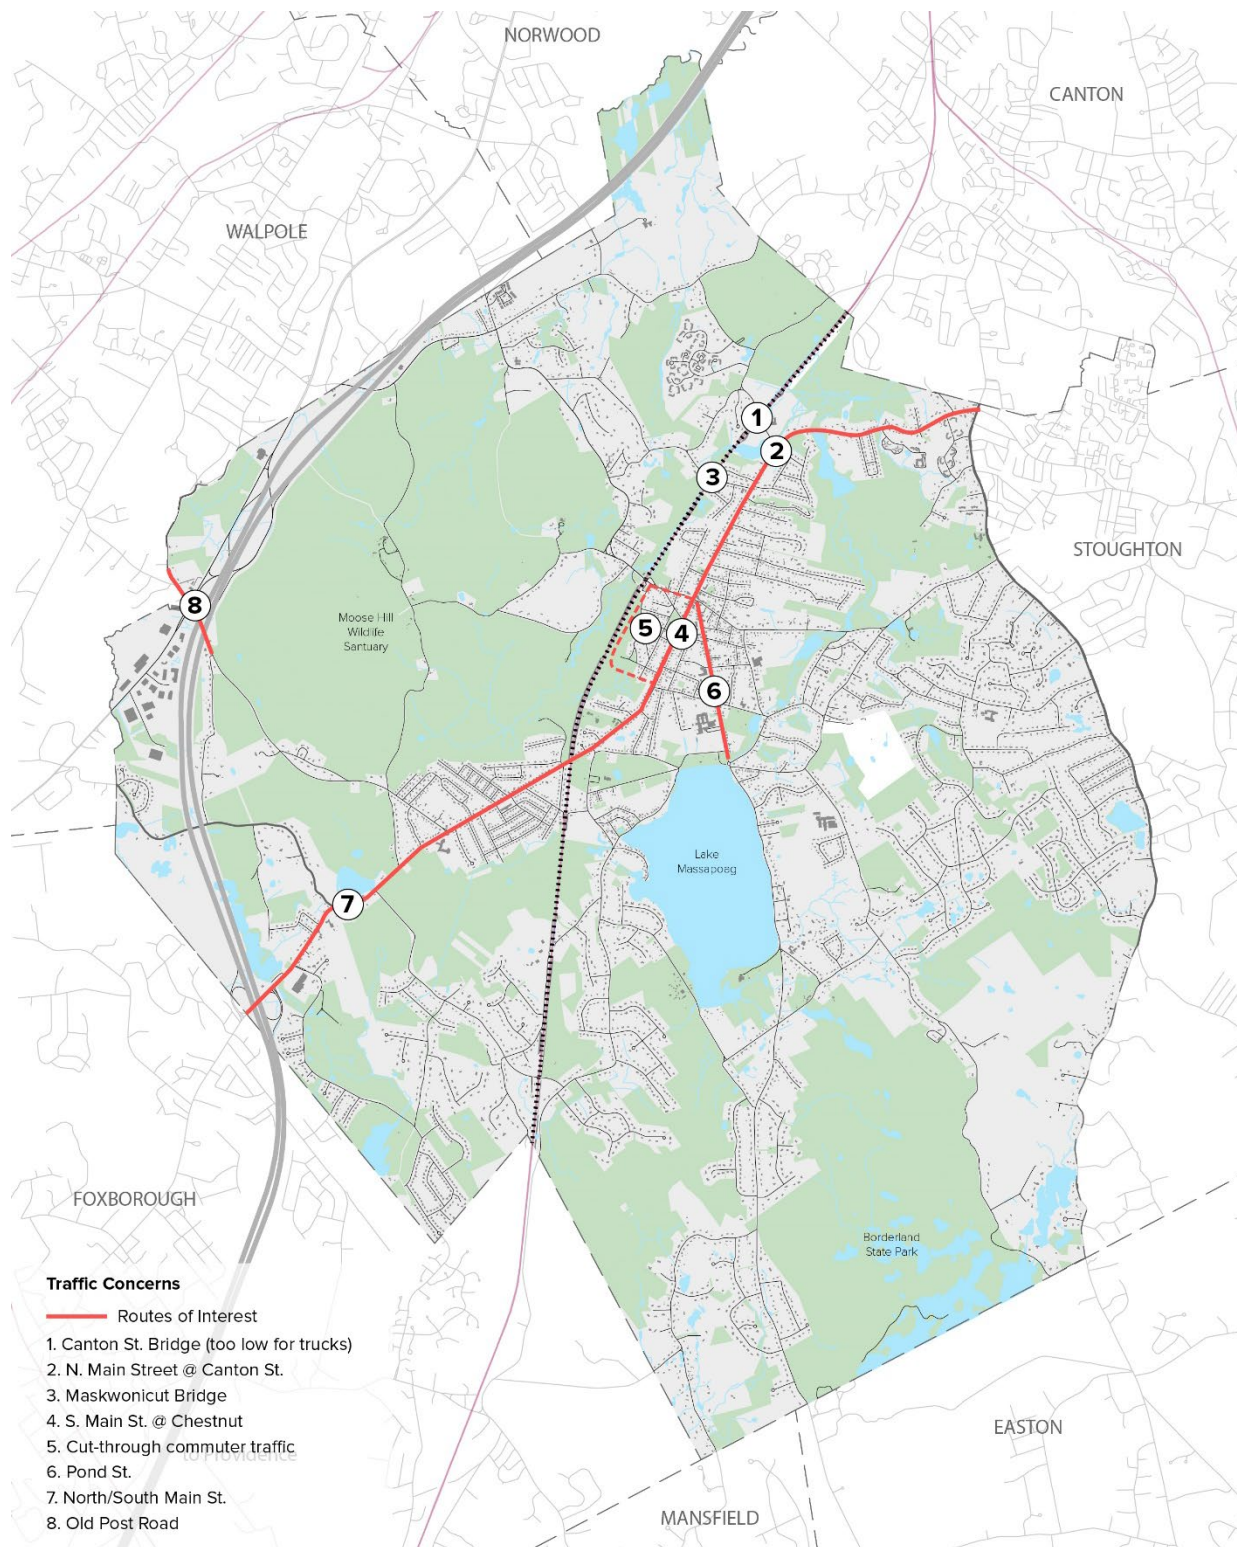 NORWOOD
CANTON
WALPOLE
1
2
3
STOUGHTON
8
Moose Hill
Wildlife
Santuary
5
4
6
Lake
Massapoag
7
FOXBOROUGH
Borderland
State Park
Traffic Concerns
Routes of Interest
1. Canton St. Bridge (too low for trucks)
2. N. Main Street @ Canton St.
3. Maskwonicut Bridge
4. S. Main St. @ Chestnut
5. Cut-through commuter traffic
to Providence
6. Pond St.
7. North/South Main St.
8. Old Post Road
EASTON
MANSFIELD